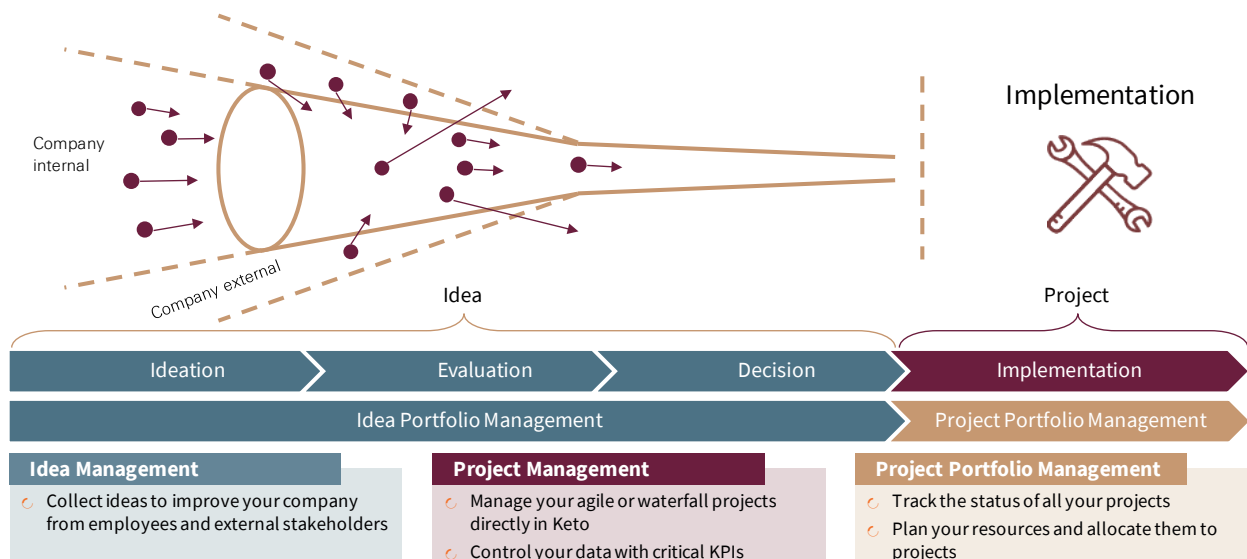 Implementation
Company
internal
Company external
Idea
Project
Ideation
Evaluation
Decision
Implementation
Idea Portfolio Management
Project Portfolio Management
Idea Management
Collect ideas to improve your company
from employees and external stakeholders
Project Management
Manage your agile or waterfall projects
directly in Keto
Control your data with critical KPIs
Project Portfolio Management
Track the status of all your projects
Plan your resources and allocate them to
projects